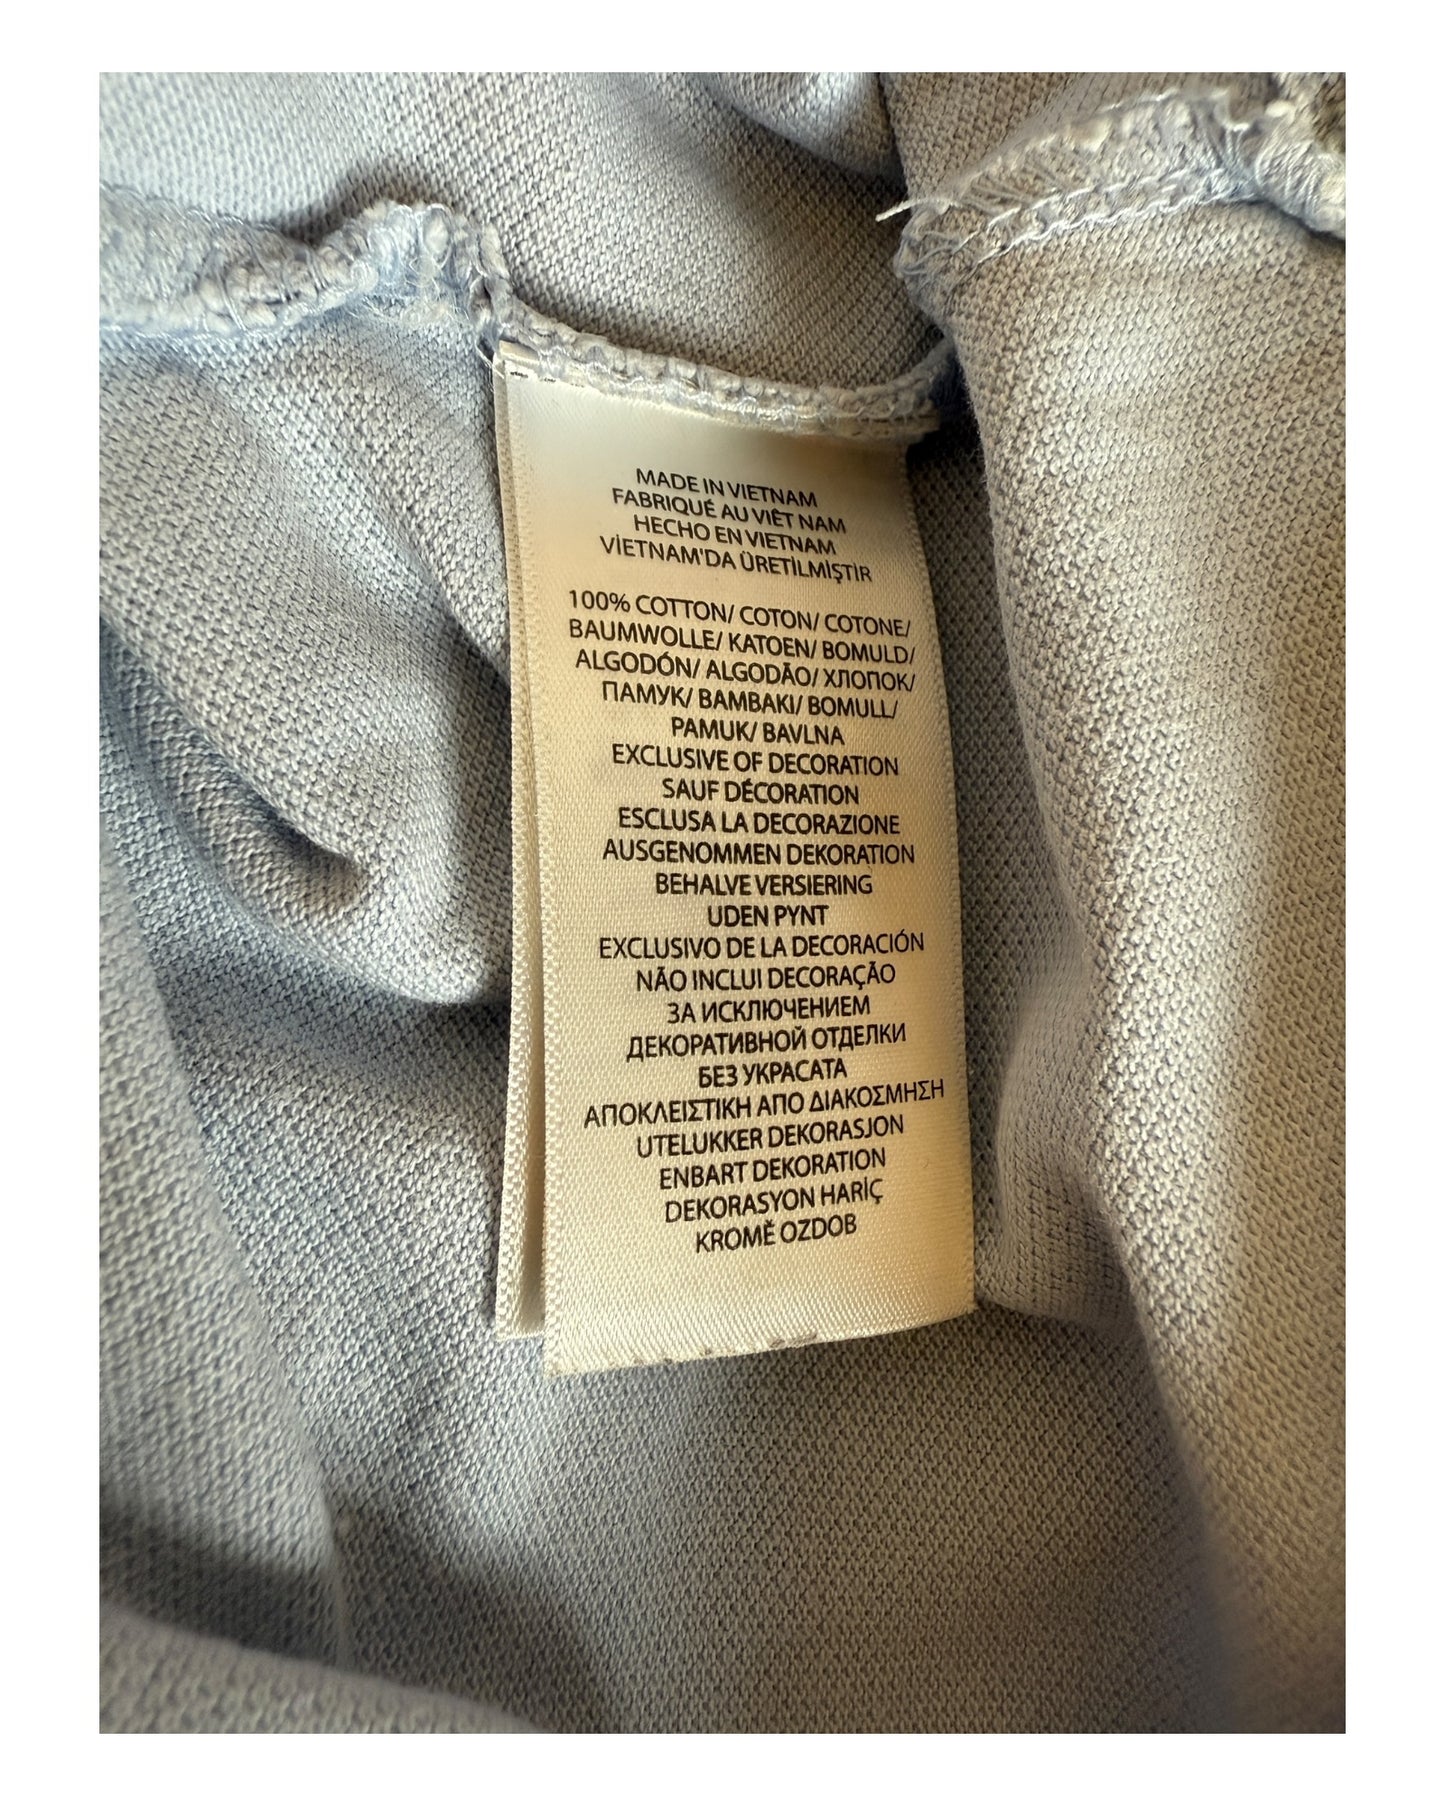 MADE IN VIETNAM
FABRIQUÉ AU VIÊT NAM
HECHO EN VIETNAM
VİETNAM'DA ÜRETİLMİŞTİR
100% COTTON/ COTON/ COTONE/
BAUMWOLLE/ KATOEN/ BOMULD/
ALGODÓN/ ALGODÃO/ ХЛОПОК/
ПАМУК/ ΒΑΜΒΑΚΙ/ BOMULL/
PAMUK/ BAVLNA
EXCLUSIVE OF DECORATION
SAUF DÉCORATION
ESCLUSA LA DECORAZIONE
AUSGENOMMEN DEKORATION
BEHALVE VERSIERING
UDEN PYNT
EXCLUSIVO DE LA DECORACIÓN
NÃO INCLUI DECORAÇÃO
ЗА ИСКЛЮЧЕНИЕМ
ДЕКОРАТИВНОЙ ОТДЕЛКИ
БЕЗ УКРАСАТА
ΑΠΟΚΛΕΙΣΤΙΚΗ ΑΠΟ ΔΙΑΚΟΣΜΗΣΗ
UTELUKKER DEKORASJON
ENBART DEKORATION
DEKORASYON HARİÇ
KROMĚ OZDOB